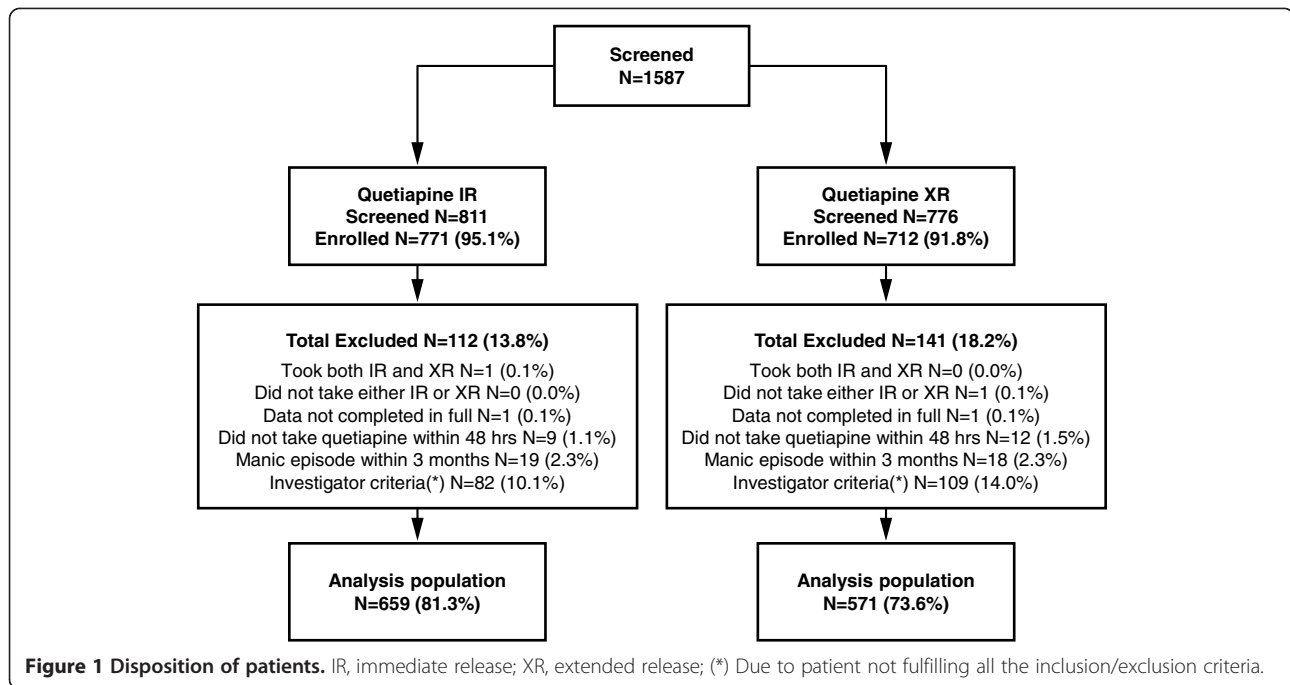 Screened
N=1587
Quetiapine IR
Screened N=811
Enrolled N=771 (95.1%)
Quetiapine XR
Screened N=776
Enrolled N=712 (91.8%)
Total Excluded N=112 (13.8%)
Took both IR and XR N=1 (0.1%)
Did not take either IR or XR N=0 (0.0%)
Data not completed in full N=1 (0.1%)
Did not take quetiapine within 48 hrs N=9 (1.1%)
Manic episode within 3 months N=19 (2.3%)
Investigator criteria(*) N=82 (10.1%)
Total Excluded N=141 (18.2%)
Took both IR and XR N=0 (0.0%)
Did not take either IR or XR N=1 (0.1%)
Data not completed in full N=1 (0.1%)
Did not take quetiapine within 48 hrs N=12 (1.5%)
Manic episode within 3 months N=18 (2.3%)
Investigator criteria(*) N=109 (14.0%)
Analysis population
N=659 (81.3%)
Analysis population
N=571 (73.6%)
Figure 1 Disposition of patients. IR, immediate release; XR, extended release; (*) Due to patient not fulfilling all the inclusion/exclusion criteria.